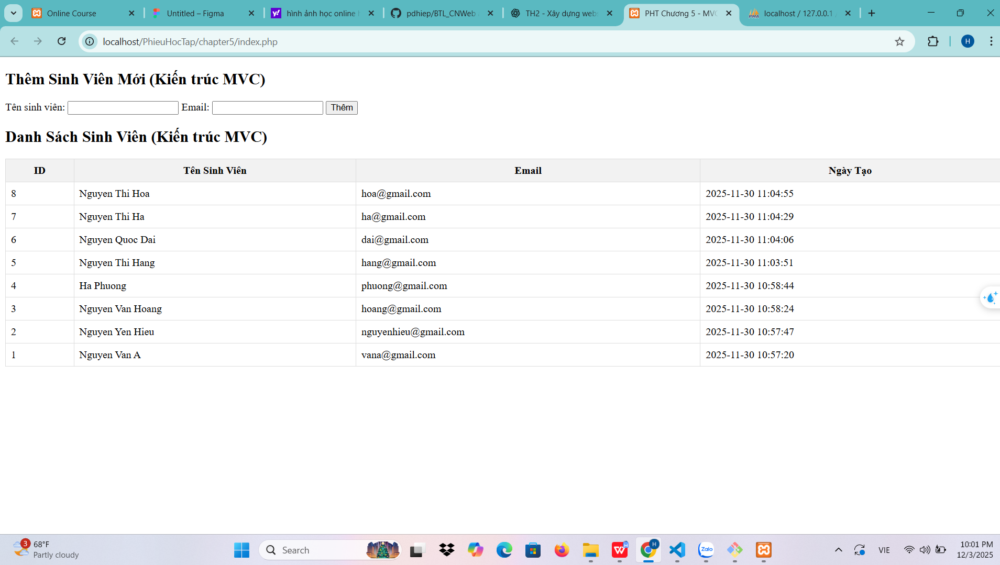 Online Course
Untitled – Figma
hình ảnh học online
pdhiep/BTL_CNWeb
TH2 - Xây dựng webs
PHT Chương 5 - MVC
localhost / 127.0.0.1 /
localhost/PhieuHocTap/chapter5/index.php
H
Thêm Sinh Viên Mới (Kiến trúc MVC)
Tên sinh viên: Email: Thêm
Danh Sách Sinh Viên (Kiến trúc MVC)
ID Tên Sinh Viên Email Ngày Tạo
8 Nguyen Thi Hoa hoa@gmail.com 2025-11-30 11:04:55
7 Nguyen Thi Ha ha@gmail.com 2025-11-30 11:04:29
6 Nguyen Quoc Dai dai@gmail.com 2025-11-30 11:04:06
5 Nguyen Thi Hang hang@gmail.com 2025-11-30 11:03:51
4 Ha Phuong phuong@gmail.com 2025-11-30 10:58:44
3 Nguyen Van Hoang hoang@gmail.com 2025-11-30 10:58:24
2 Nguyen Yen Hieu nguyenhieu@gmail.com 2025-11-30 10:57:47
1 Nguyen Van A vana@gmail.com 2025-11-30 10:57:20
3
68°F
Partly cloudy
Search
H
Zalo
VIE
10:01 PM
12/3/2025